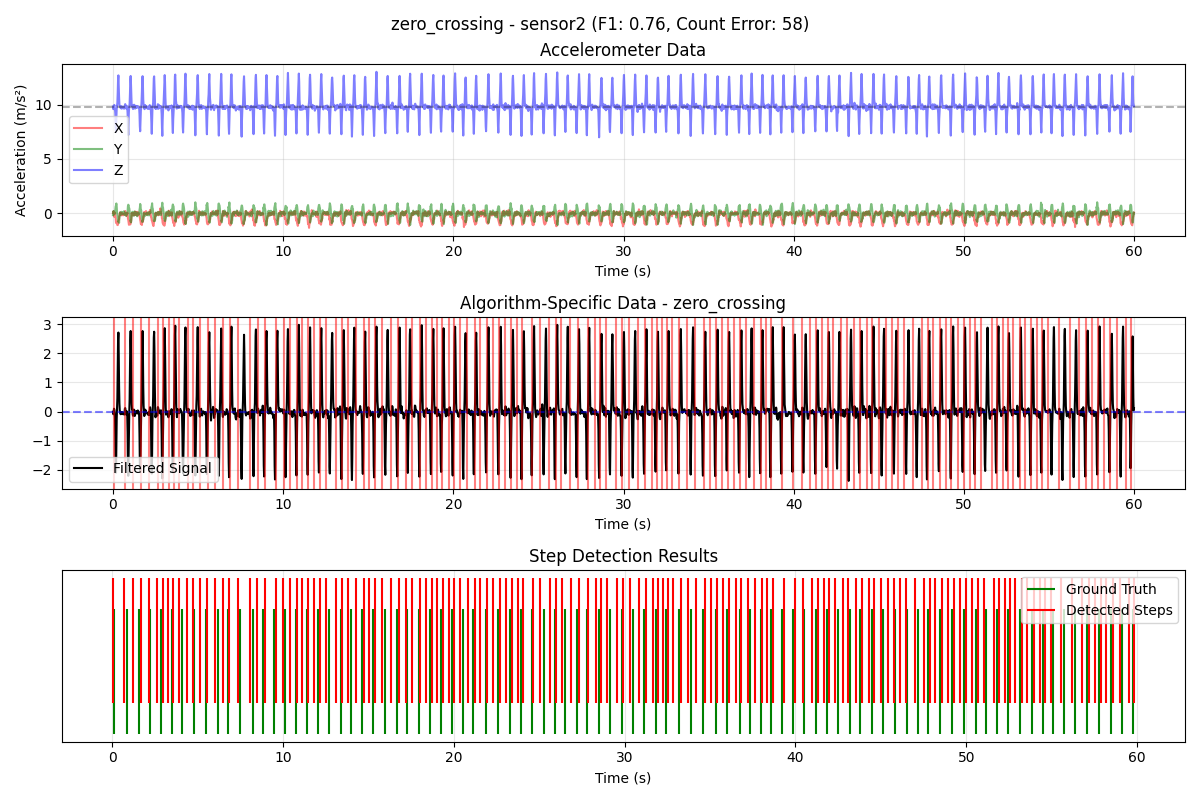 zero_crossing - sensor2 (F1: 0.76, Count Error: 58)
Accelerometer Data
Acceleration (m/s²)
10
5
0
X
Y
Z
0 10 20 30 40 50 60
Time (s)
Algorithm-Specific Data - zero_crossing
3
2
1
0
−1
−2
Filtered Signal
0 10 20 30 40 50 60
Time (s)
Step Detection Results
Ground Truth
Detected Steps
0 10 20 30 40 50 60
Time (s)